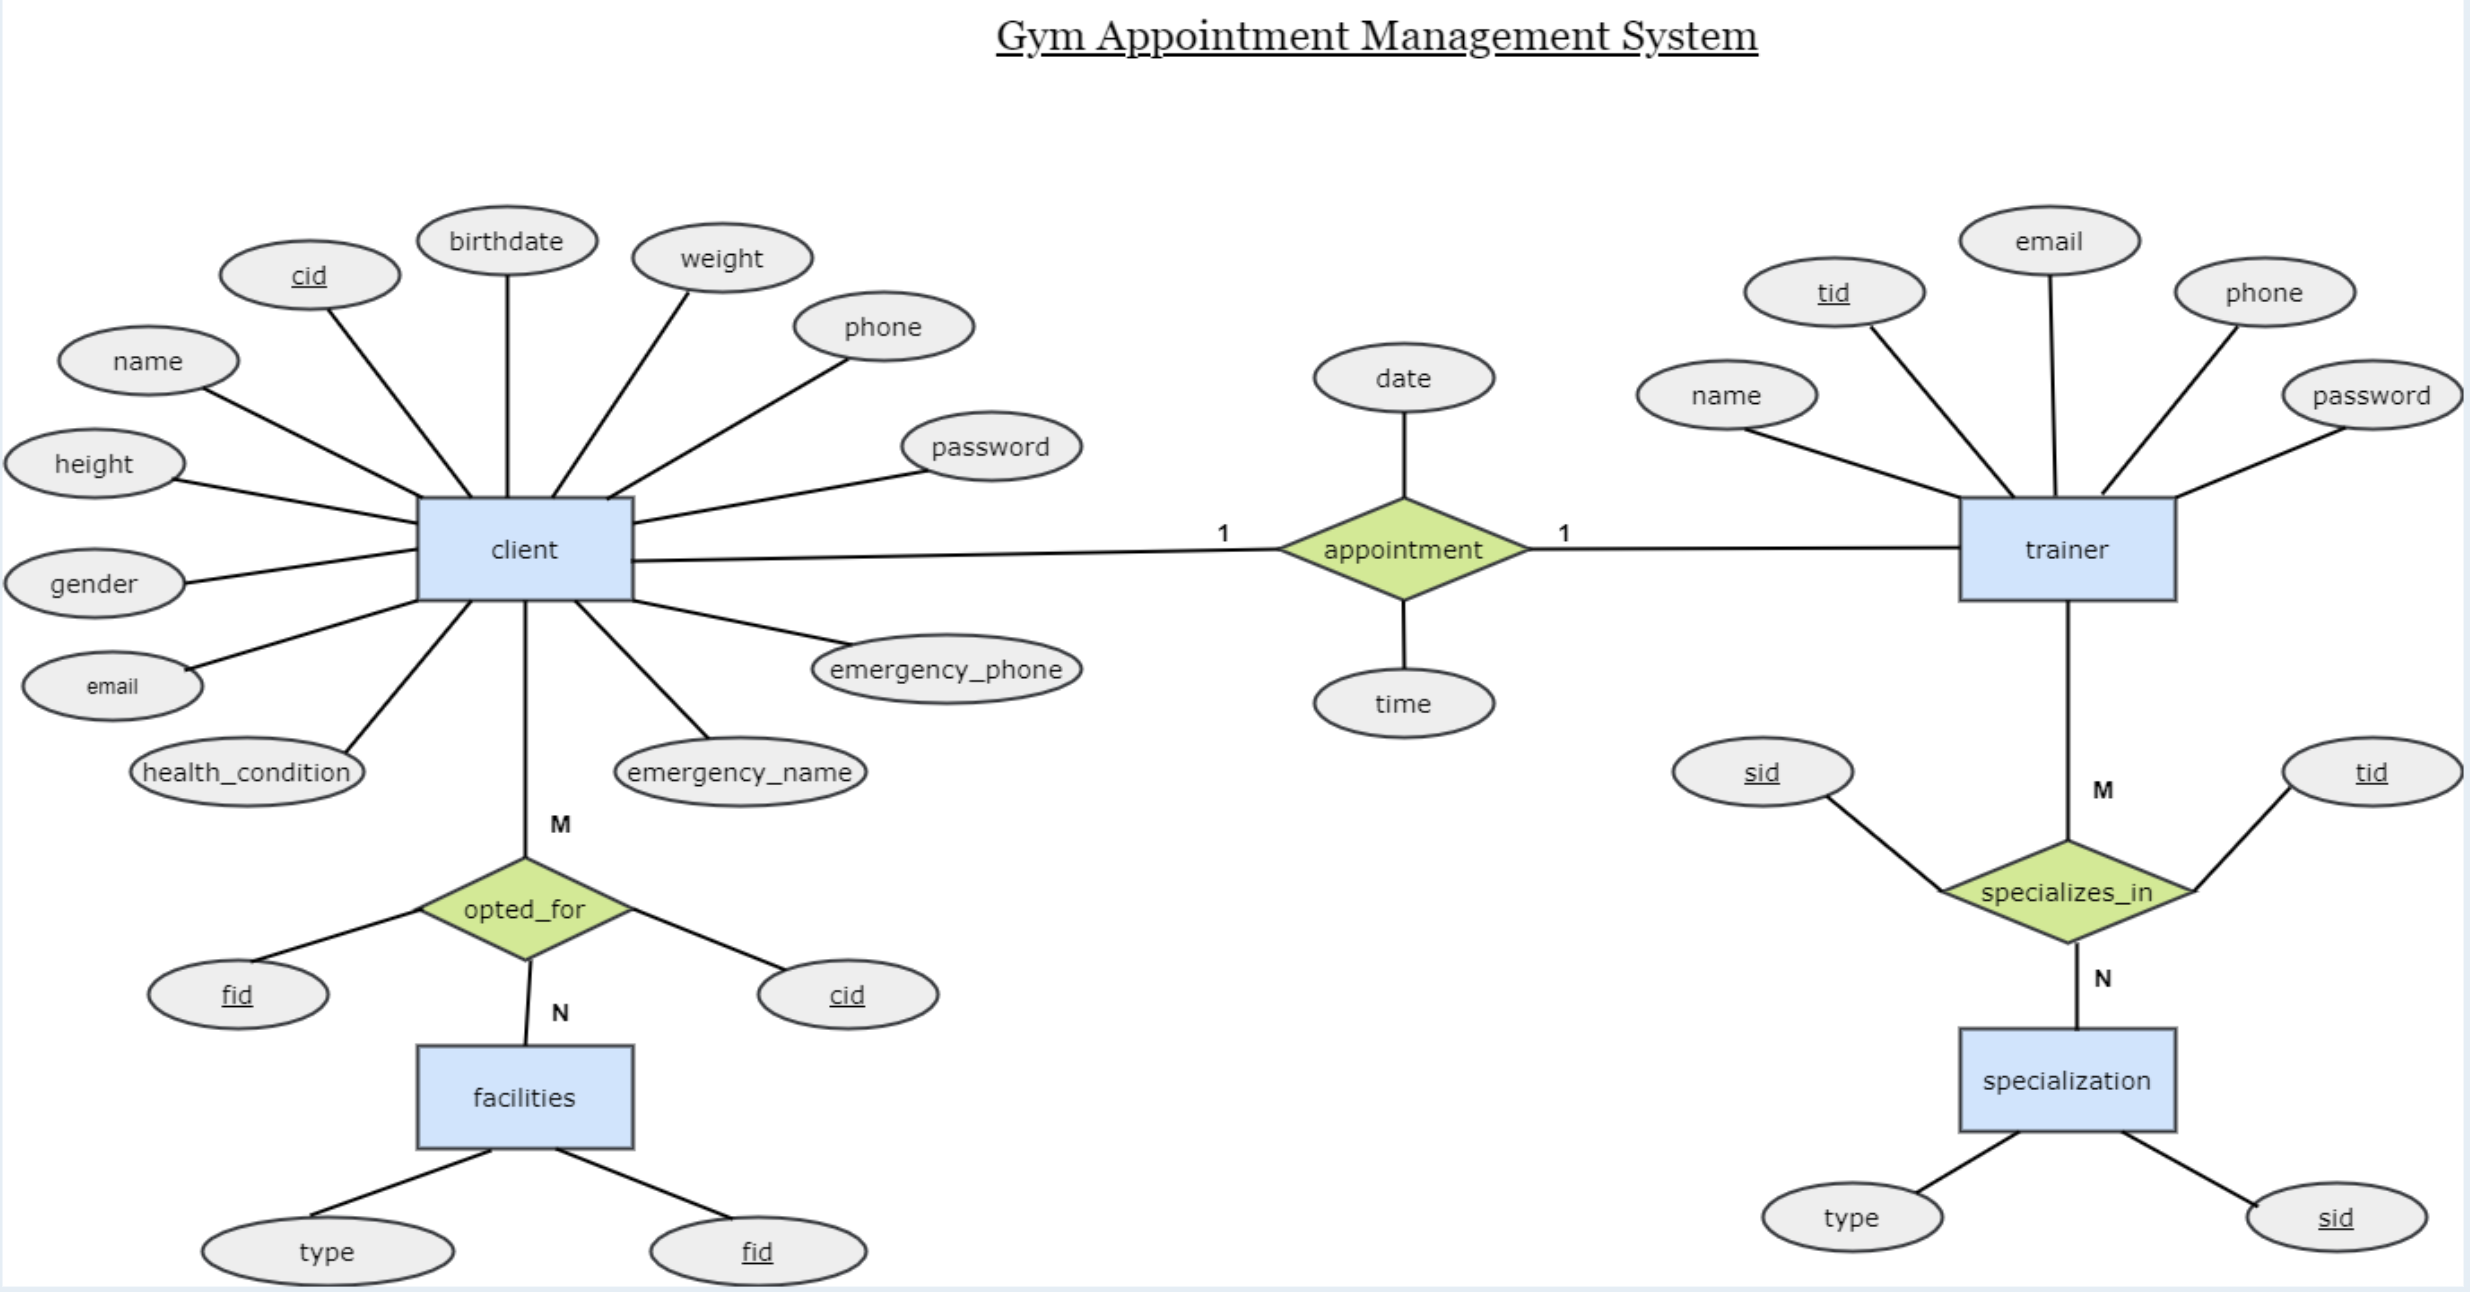 Gym Appointment Management System
birthdate
weight
cid
phone
name
password
height
client
gender
email
health_condition
emergency_name
emergency_phone
M
opted_for
fid
cid
N
facilities
type
fid
date
1
appointment
1
time
email
tid
phone
name
password
trainer
sid
tid
M
specializes_in
N
specialization
type
sid